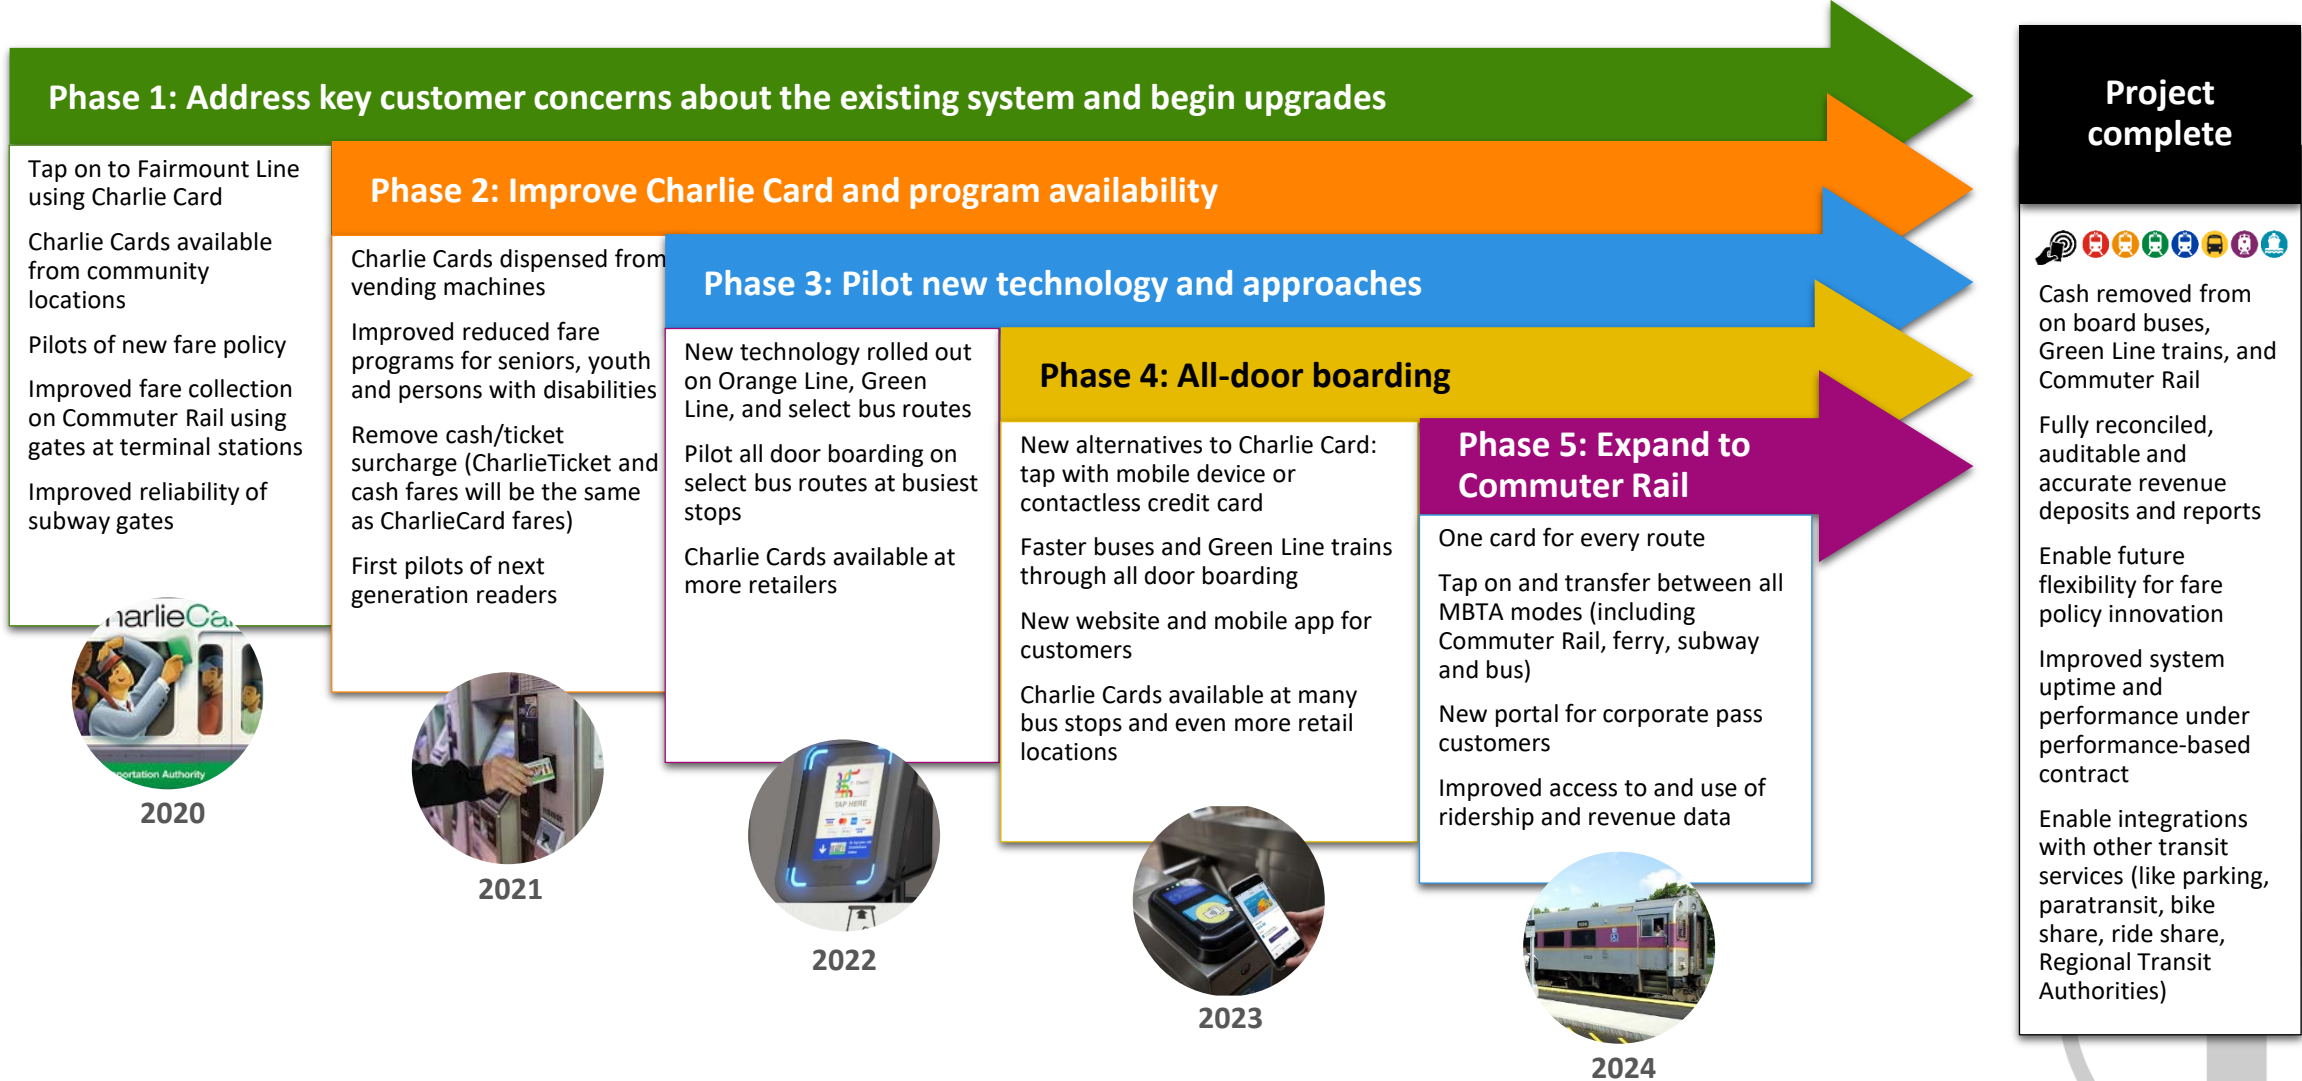 Phase 1: Address key customer concerns about the existing system and begin upgrades
Tap on to Fairmount Line
using Charlie Card
Charlie Cards available
from community
locations
Pilots of new fare policy
Improved fare collection
on Commuter Rail using
gates at terminal stations
Improved reliability of
subway gates
harlieCa
portation Authority
2020
Phase 2: Improve Charlie Card and program availability
Charlie Cards dispensed from
vending machines
Improved reduced fare
programs for seniors, youth
and persons with disabilities
Remove cash/ticket
surcharge (CharlieTicket and
cash fares will be the same
as CharlieCard fares)
First pilots of next
generation readers
2021
Phase 3: Pilot new technology and approaches
New technology rolled out
on Orange Line, Green
Line, and select bus routes
Pilot all door boarding on
select bus routes at busiest
stops
Charlie Cards available at
more retailers
TAP HERE
2022
Phase 4: All-door boarding
New alternatives to Charlie Card:
tap with mobile device or
contactless credit card
Faster buses and Green Line trains
through all door boarding
New website and mobile app for
customers
Charlie Cards available at many
bus stops and even more retail
locations
2023
Phase 5: Expand to
Commuter Rail
One card for every route
Tap on and transfer between all
MBTA modes (including
Commuter Rail, ferry, subway
and bus)
New portal for corporate pass
customers
Improved access to and use of
ridership and revenue data
2024
Project
complete
Cash removed from
on board buses,
Green Line trains, and
Commuter Rail
Fully reconciled,
auditable and
accurate revenue
deposits and reports
Enable future
flexibility for fare
policy innovation
Improved system
uptime and
performance under
performance-based
contract
Enable integrations
with other transit
services (like parking,
paratransit, bike
share, ride share,
Regional Transit
Authorities)